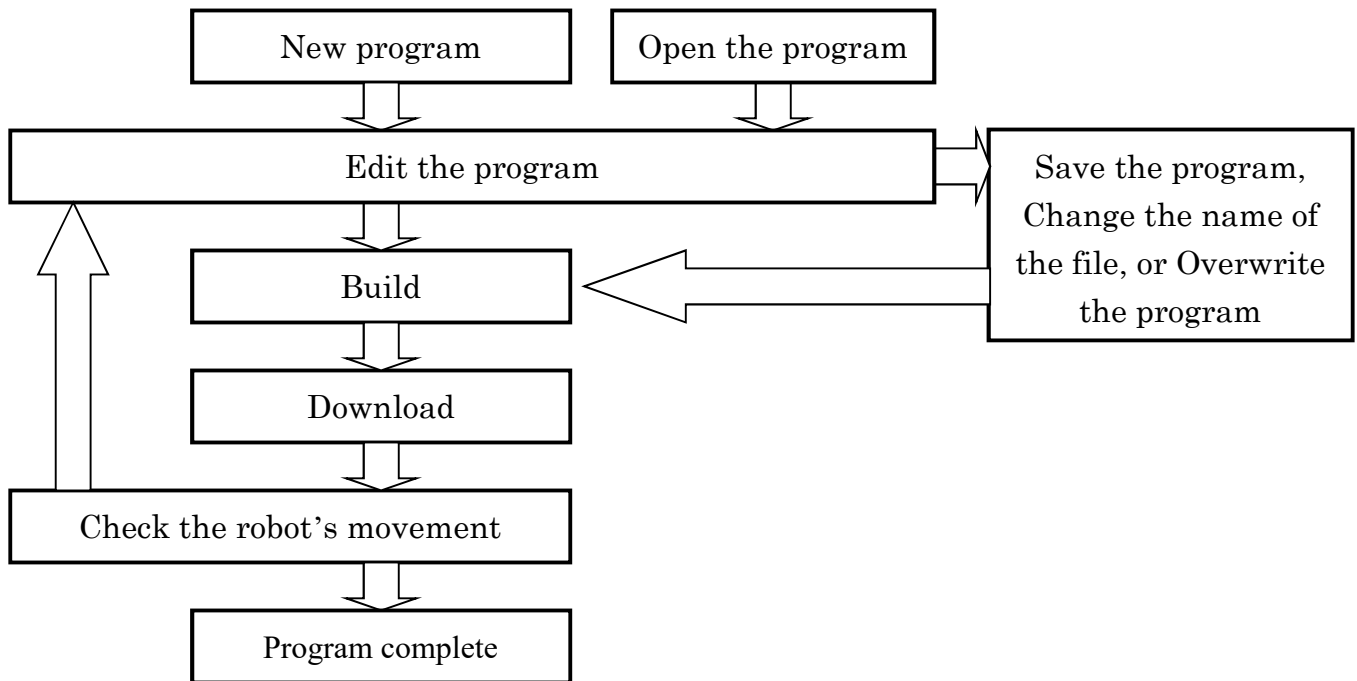 New program
Open the program
Edit the program
Save the program,
Change the name of
the file, or Overwrite
the program
Build
Download
Check the robot’s movement
Program complete